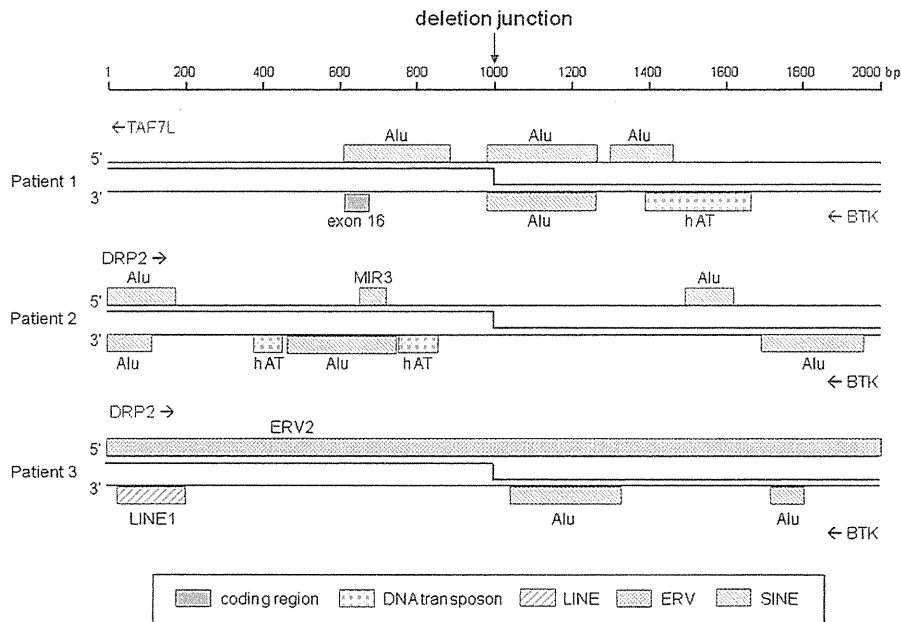 deletion junction
1 200 400 600 800 1000 1200 1400 1600 1800 2000 bp
←TAF7L Alu Alu Alu
5'
Patient 1
3'
exon 16 Alu hAT ← BTK
DRP2 →
Alu MIR3 Alu
5'
Patient 2
3'
Alu hAT Alu hAT Alu
← BTK
DRP2 →
ERV2
5'
Patient 3
3'
LINE1 Alu Alu
← BTK
coding region DNA transposon LINE ERV SINE